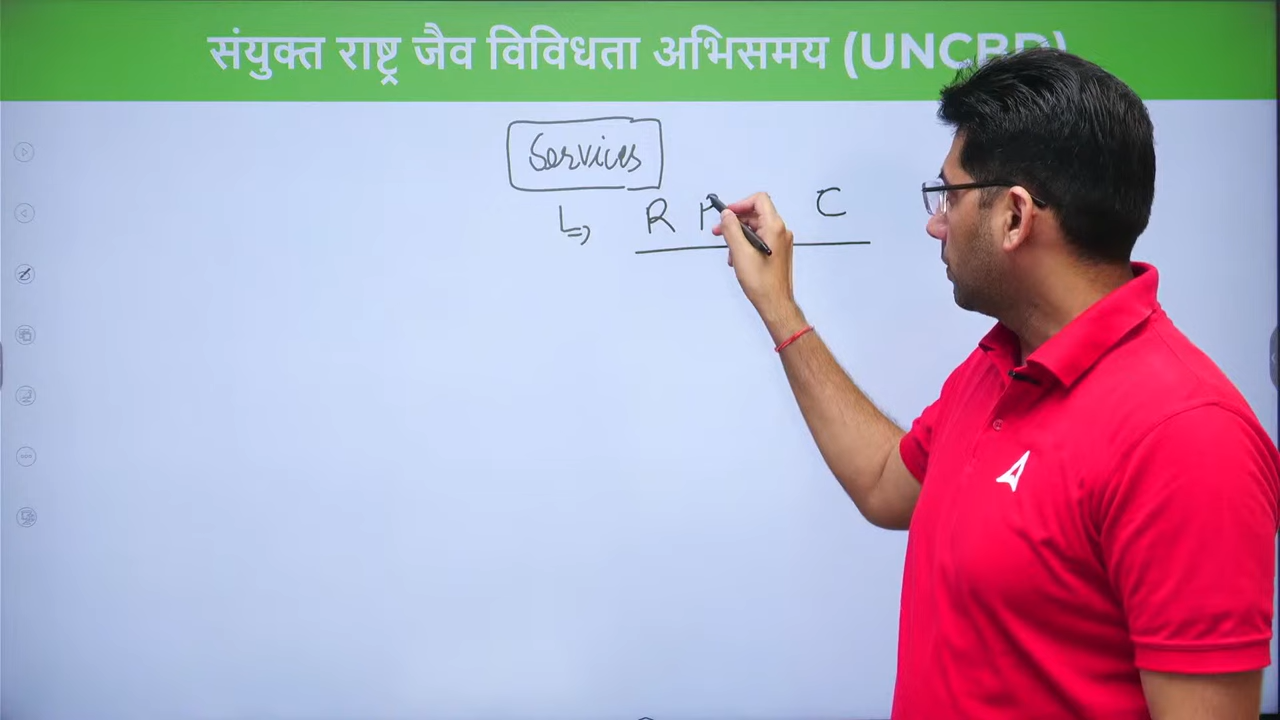 संयुक्त राष्ट्र जैव विविधता अभिसमय (UNCBD)
Services
R P C